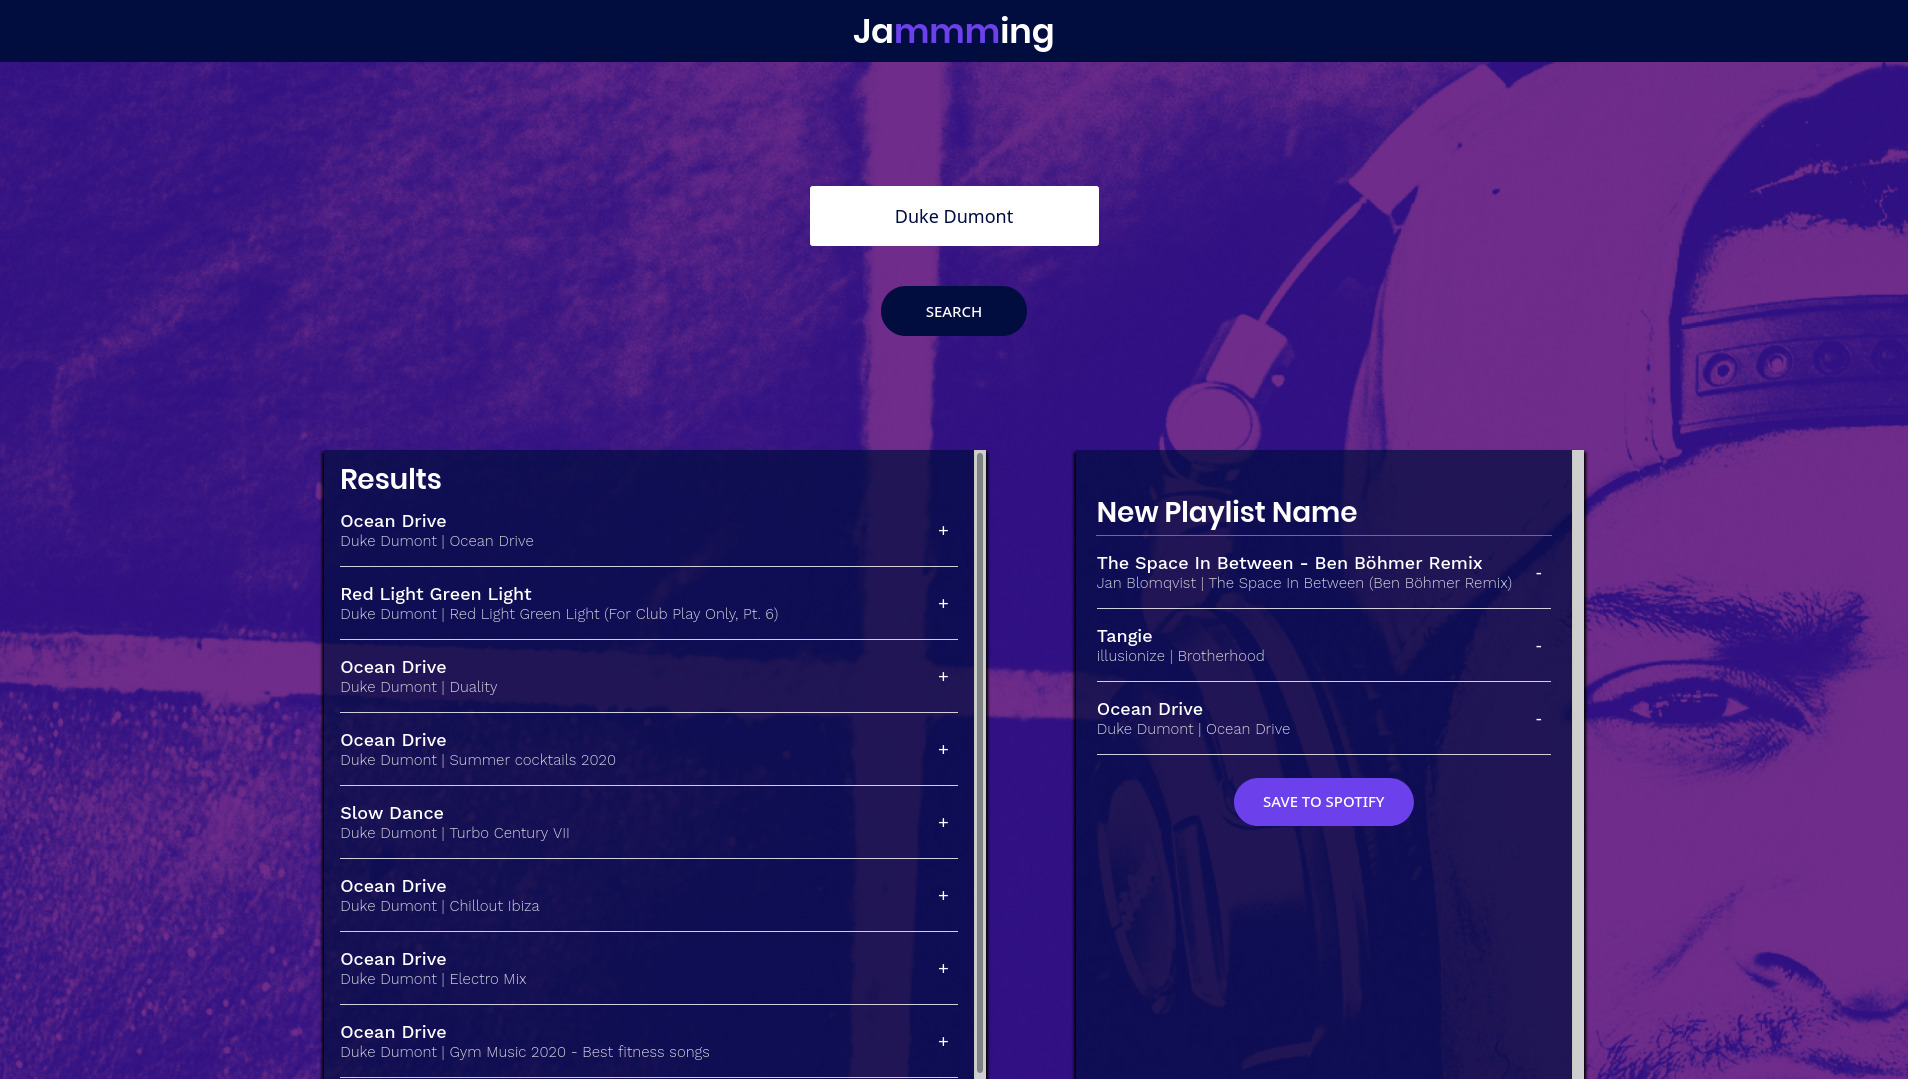 Jammming
Duke Dumont
SEARCH
Results
Ocean Drive
Duke Dumont | Ocean Drive
+
Red Light Green Light
Duke Dumont | Red Light Green Light (For Club Play Only, Pt. 6)
+
Ocean Drive
Duke Dumont | Duality
+
Ocean Drive
Duke Dumont | Summer cocktails 2020
+
Slow Dance
Duke Dumont | Turbo Century VII
+
Ocean Drive
Duke Dumont | Chillout Ibiza
+
Ocean Drive
Duke Dumont | Electro Mix
+
Ocean Drive
Duke Dumont | Gym Music 2020 - Best fitness songs
+
New Playlist Name
The Space In Between - Ben Böhmer Remix
Jan Blomqvist | The Space In Between (Ben Böhmer Remix)
-
Tangie
illusionize | Brotherhood
-
Ocean Drive
Duke Dumont | Ocean Drive
-
SAVE TO SPOTIFY